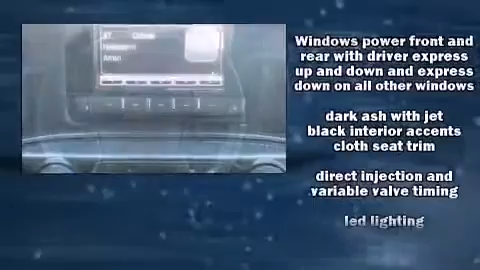 Windows power front and
rear with driver express
up and down and express
down on all other windows
dark ash with jet
black interior accents
cloth seat trim
direct injection and
variable valve timing
led lighting